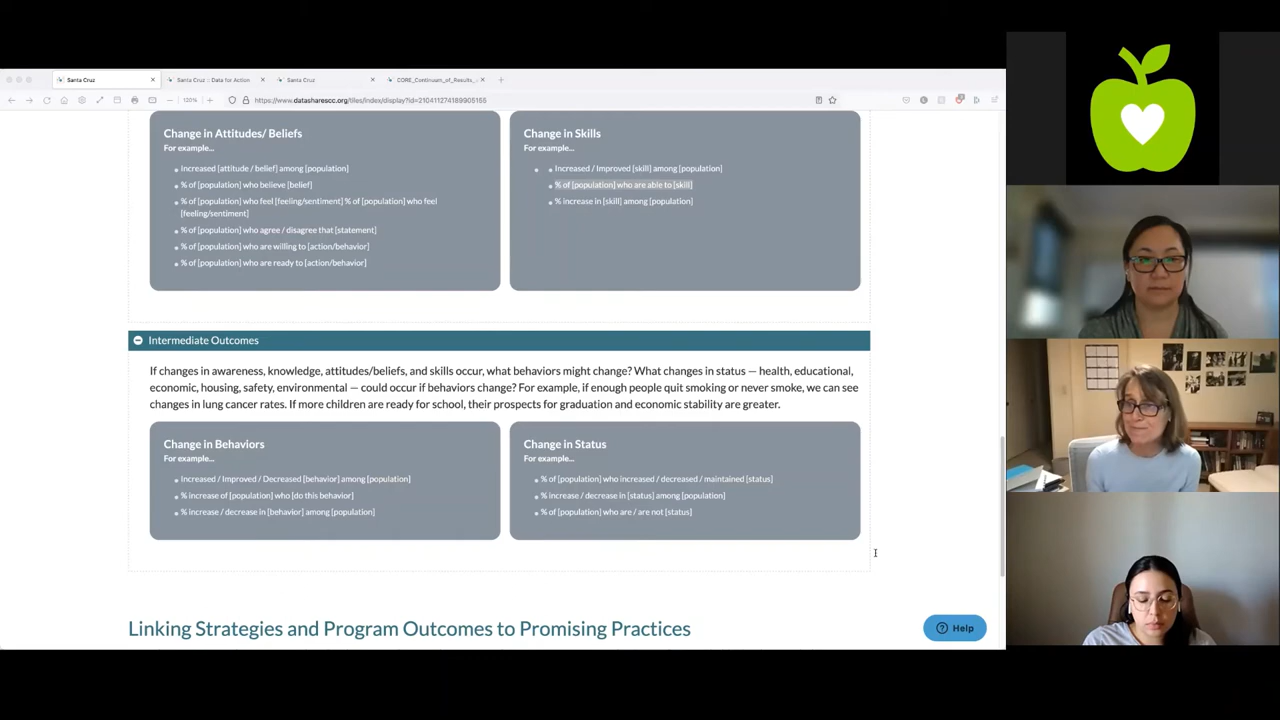 Santa Cruz
Santa Cruz :: Data for Action
Santa Cruz
CORE_Continuum_of_Results_
120%
https://www.datasharescc.org/tiles/index/display?id=210411274189905155
Change in Attitudes/ Beliefs
For example...
Increased [attitude / belief] among [population]
% of [population] who believe [belief]
% of [population] who feel [feeling/sentiment] % of [population] who feel
[feeling/sentiment]
% of [population] who agree / disagree that [statement]
% of [population] who are willing to [action/behavior]
% of [population] who are ready to [action/behavior]
Change in Skills
For example...
Increased / Improved [skill] among [population]
% of [population] who are able to [skill]
% increase in [skill] among [population]
Intermediate Outcomes
If changes in awareness, knowledge, attitudes/beliefs, and skills occur, what behaviors might change? What changes in status — health, educational,
economic, housing, safety, environmental — could occur if behaviors change? For example, if enough people quit smoking or never smoke, we can see
changes in lung cancer rates. If more children are ready for school, their prospects for graduation and economic stability are greater.
Change in Behaviors
For example...
Increased / Improved / Decreased [behavior] among [population]
% increase of [population] who [do this behavior]
% increase / decrease in [behavior] among [population]
Change in Status
For example...
% of [population] who increased / decreased / maintained [status]
% increase / decrease in [status] among [population]
% of [population] who are / are not [status]
Linking Strategies and Program Outcomes to Promising Practices
Help